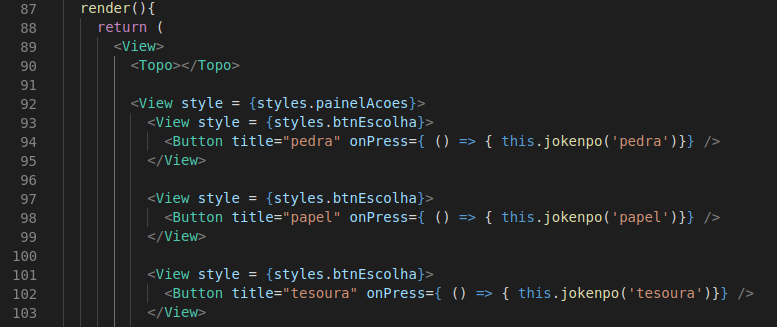 87 render(){
88 return (
89 <View>
90 <Topo></Topo>
91
92 <View style = {styles.painelAcoes}>
93 <View style = {styles.btnEscolha}>
94 <Button title="pedra" onPress={ () => { this.jokenpo('pedra')}} />
95 </View>
96
97 <View style = {styles.btnEscolha}>
98 <Button title="papel" onPress={ () => { this.jokenpo('papel')}} />
99 </View>
100
101 <View style = {styles.btnEscolha}>
102 <Button title="tesoura" onPress={ () => { this.jokenpo('tesoura')}} />
103 </View>